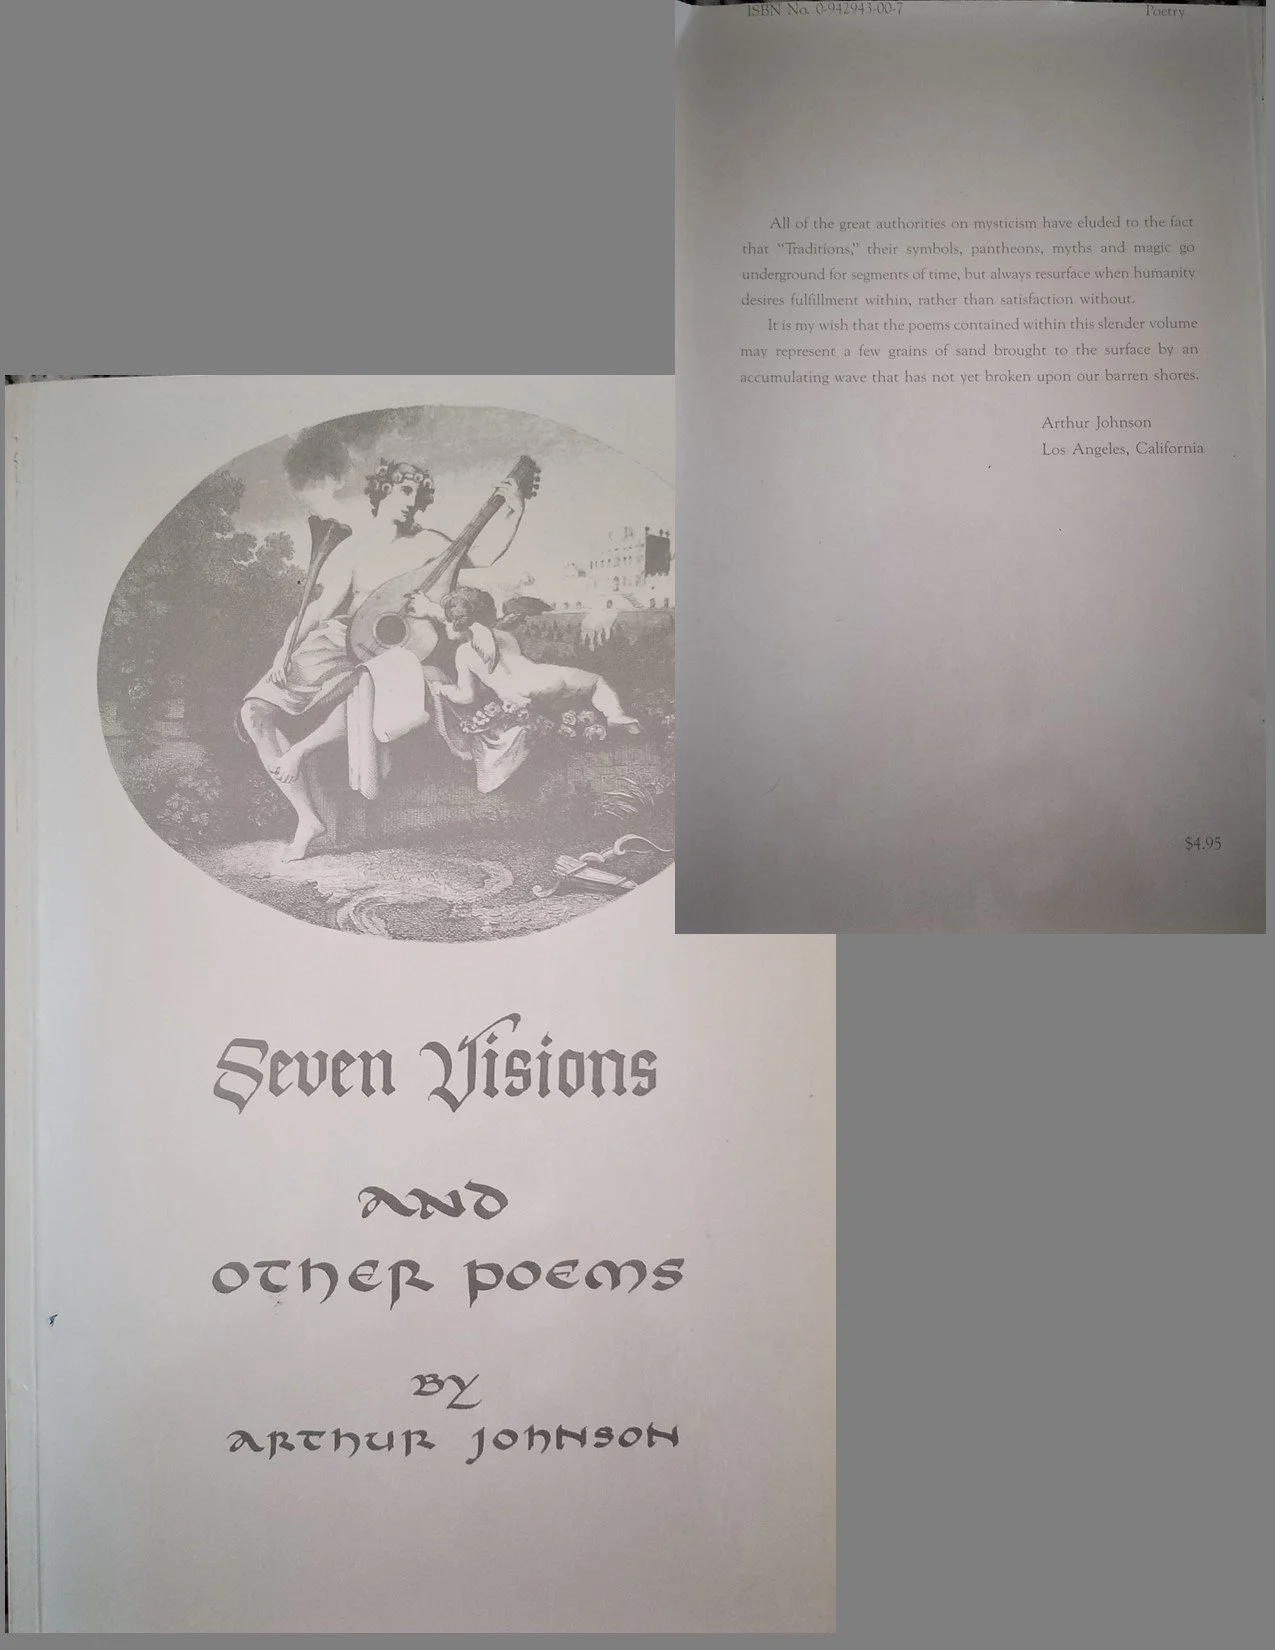 ISBN No. 0-942943-00-7 Poetry
All of the great authorities on mysticism have eluded to the fact
that “Traditions,” their symbols, pantheons, myths and magic go
underground for segments of time, but always resurface when humanity
desires fulfillment within, rather than satisfaction without.
It is my wish that the poems contained within this slender volume
may represent a few grains of sand brought to the surface by an
accumulating wave that has not yet broken upon our barren shores.
Arthur Johnson
Los Angeles, California
$4.95
Seven Visions
AND
OTHER POEMS
BY
ARTHUR JOHNSON